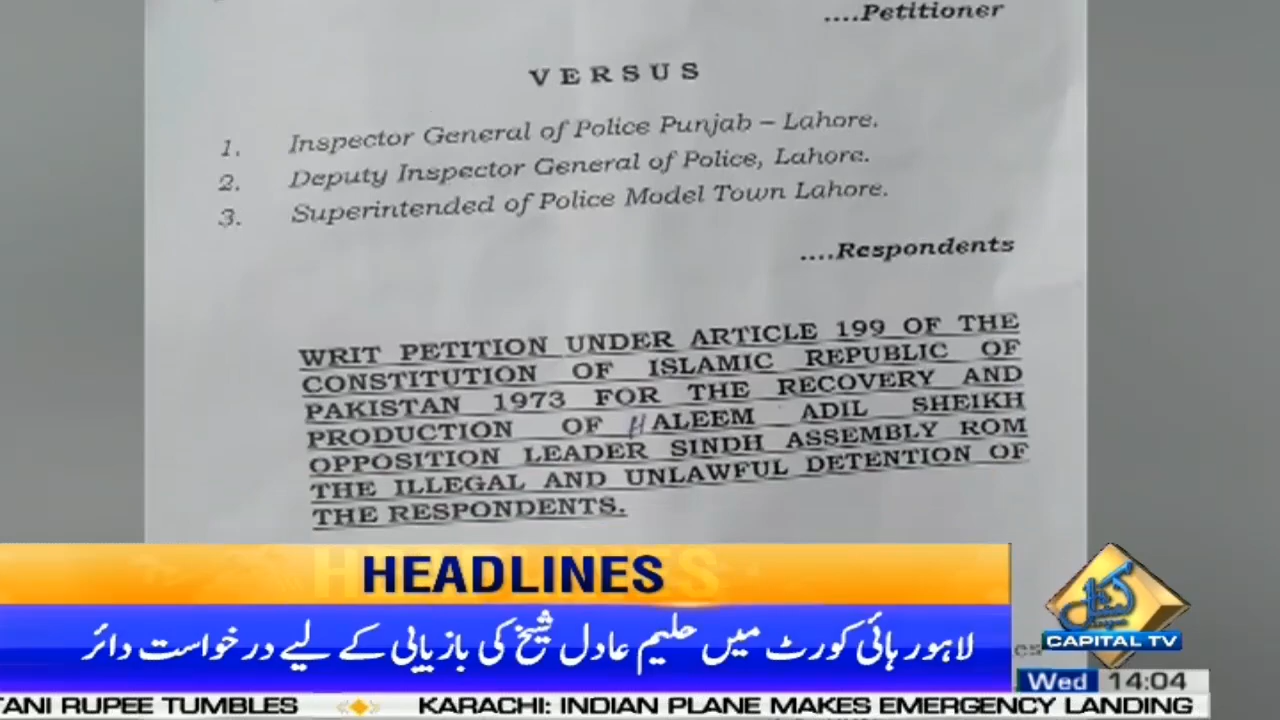 ....Petitioner
VERSUS
1. Inspector General of Police Punjab – Lahore.
2. Deputy Inspector General of Police, Lahore.
3. Superintended of Police Model Town Lahore.
....Respondents
WRIT PETITION UNDER ARTICLE 199 OF THE
CONSTITUTION OF ISLAMIC REPUBLIC OF
PAKISTAN 1973 FOR THE RECOVERY AND
PRODUCTION OF HALEEM ADIL SHEIKH
OPPOSITION LEADER SINDH ASSEMBLY ROM
THE ILLEGAL AND UNLAWFUL DETENTION OF
THE RESPONDENTS.
HEADLINES
لاہور ہائی کورٹ میں حلیم عادل شیخ کی بازیابی کے لیے درخواست دائر
CAPITAL TV
Wed 14:04
TANI RUPEE TUMBLES KARACHI: INDIAN PLANE MAKES EMERGENCY LANDING